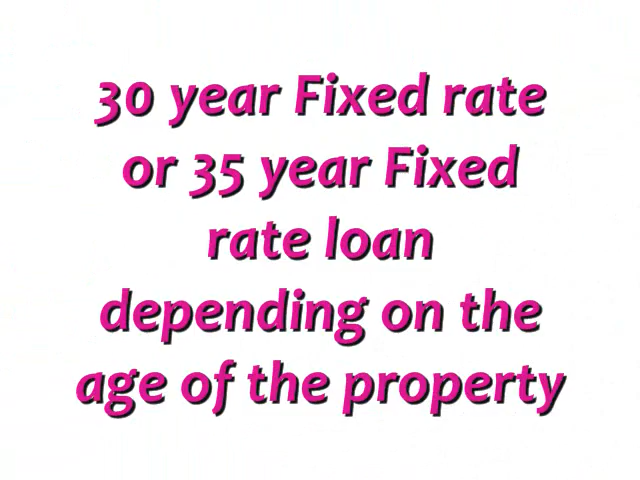 30 year Fixed rate
or 35 year Fixed
rate loan
depending on the
age of the property